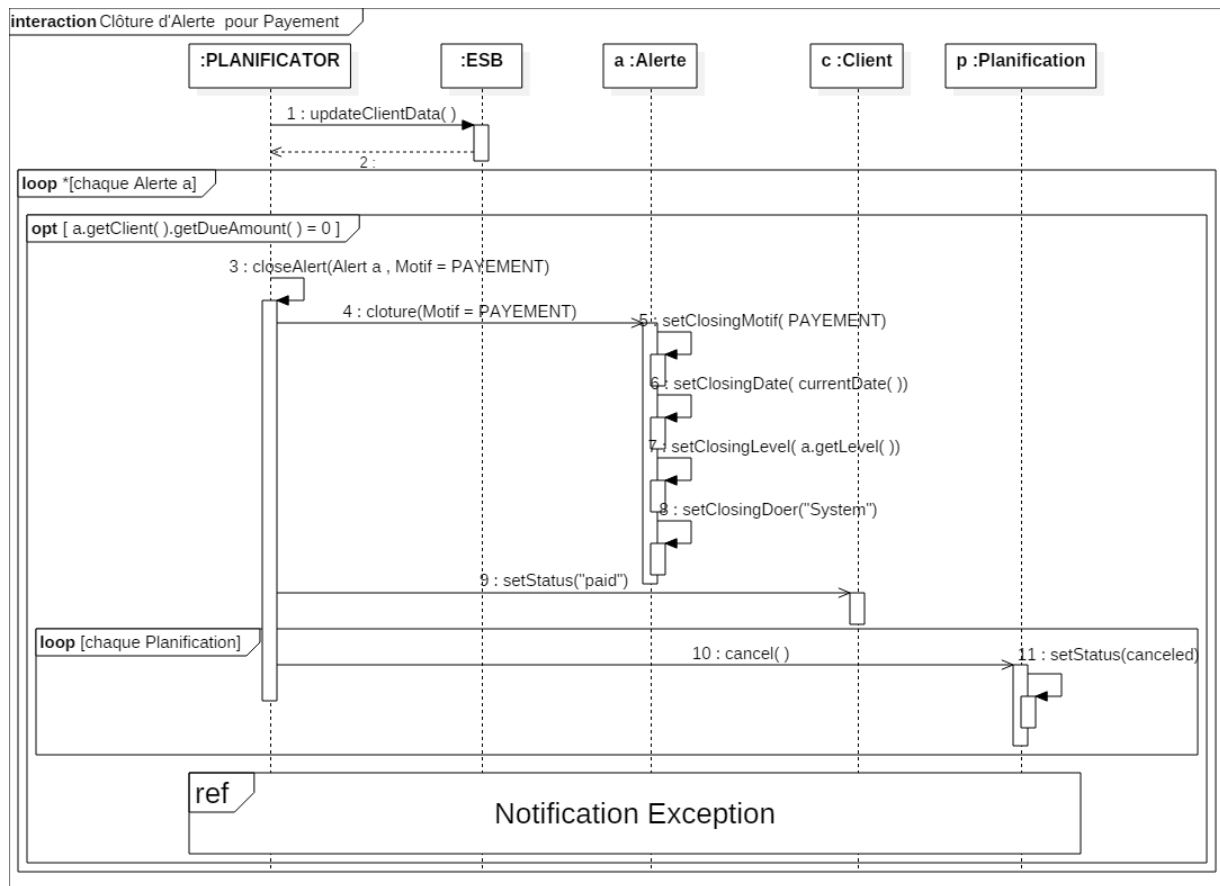 interaction Clôture d'Alerte pour Payement
:PLANIFICATOR :ESB a :Alerte c :Client p :Planification
1 : updateClientData( )
2 :
loop *[chaque Alerte a]
opt [ a.getClient( ).getDueAmount( ) = 0 ]
3 : closeAlert(Alert a , Motif = PAYEMENT)
4 : cloture(Motif = PAYEMENT)
5 : setClosingMotif( PAYEMENT)
6 : setClosingDate( currentDate( ))
7 : setClosingLevel( a.getLevel( ))
8 : setClosingDoer("System")
9 : setStatus("paid")
loop [chaque Planification]
10 : cancel( )
11 : setStatus(canceled)
ref
Notification Exception